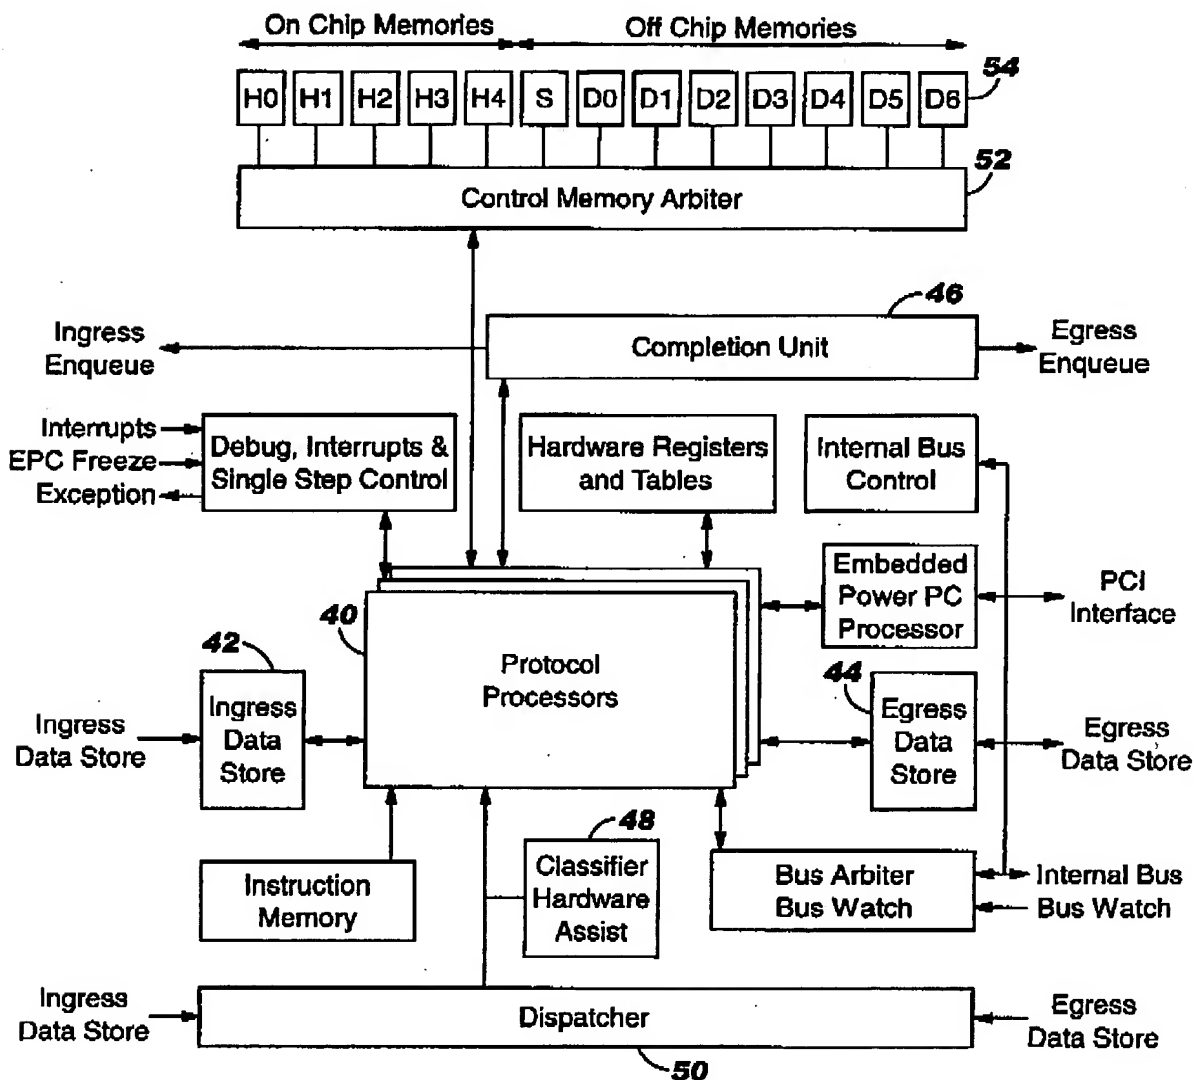 On Chip Memories
Off Chip Memories
54
H0 H1 H2 H3 H4 S D0 D1 D2 D3 D4 D5 D6
52
Control Memory Arbiter
46
Ingress
Enqueue
Completion Unit
Egress
Enqueue
Interrupts
EPC Freeze
Exception
Debug, Interrupts &
Single Step Control
Hardware Registers
and Tables
Internal Bus
Control
Embedded
Power PC
Processor
PCI
Interface
40
42
Protocol
Processors
44
Ingress
Data Store
Ingress
Data
Store
Egress
Data
Store
Egress
Data Store
48
Instruction
Memory
Classifier
Hardware
Assist
Bus Arbiter
Bus Watch
Internal Bus
Bus Watch
Ingress
Data Store
Dispatcher
Egress
Data Store
50